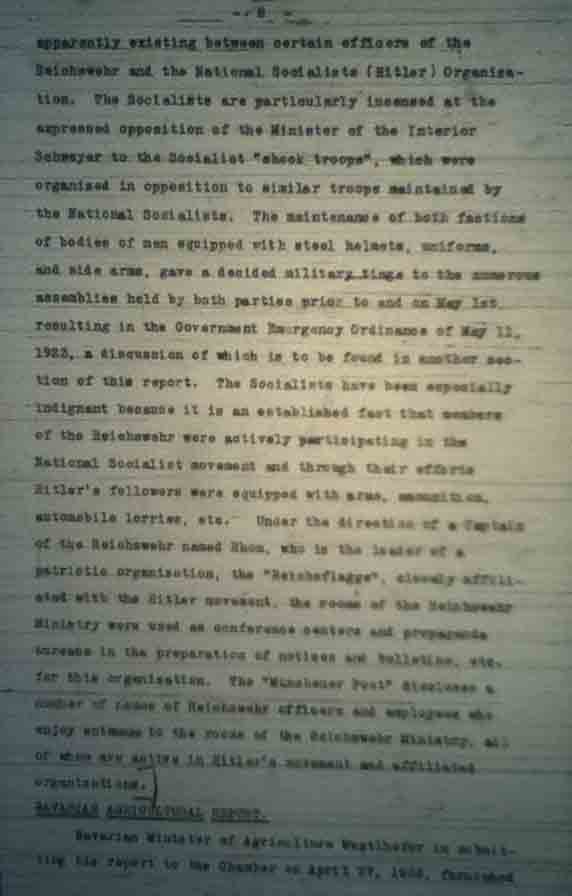 - 8 -
apparently existing between certain officers of the
Reichswehr and the National Socialists (Hitler) Organiza-
tion. The Socialists are particularly incensed at the
expressed opposition of the Minister of the Interior
Schweyer to the Socialist "shock troops", which were
organized in opposition to similar troops maintained by
the National Socialists. The maintenance of both factions
of bodies of men equipped with steel helmets, uniforms,
and side arms, gave a decided military tinge to the numerous
assemblies held by both parties prior to and on May 1st
resulting in the Government Emergency Ordinance of May 11,
1923, a discussion of which is to be found in another sec-
tion of this report. The Socialists have been especially
indignant because it is an established fact that members
of the Reichswehr were actively participating in the
National Socialist movement and through their efforts
Hitler's followers were equipped with arms, ammunition,
automobile lorries, etc. Under the direction of a Captain
of the Reichswehr named Rhom, who is the leader of a
patriotic organization, the "Reichsflagge", closely affili-
ated with the Hitler movement, the rooms of the Reichswehr
Ministry were used as conference centers and propaganda
bureaus in the preparation of notices and bulletins, etc.
for this organization. The "Münchener Post" discloses a
number of names of Reichswehr officers and employees who
enjoy entrance to the rooms of the Reichswehr Ministry, all
of whom are active in Hitler's movement and affiliated
organizations.
BAVARIAN AGRICULTURAL REPORT.
Bavarian Minister of Agriculture in submit-
ting his report to the Chamber on April furnished